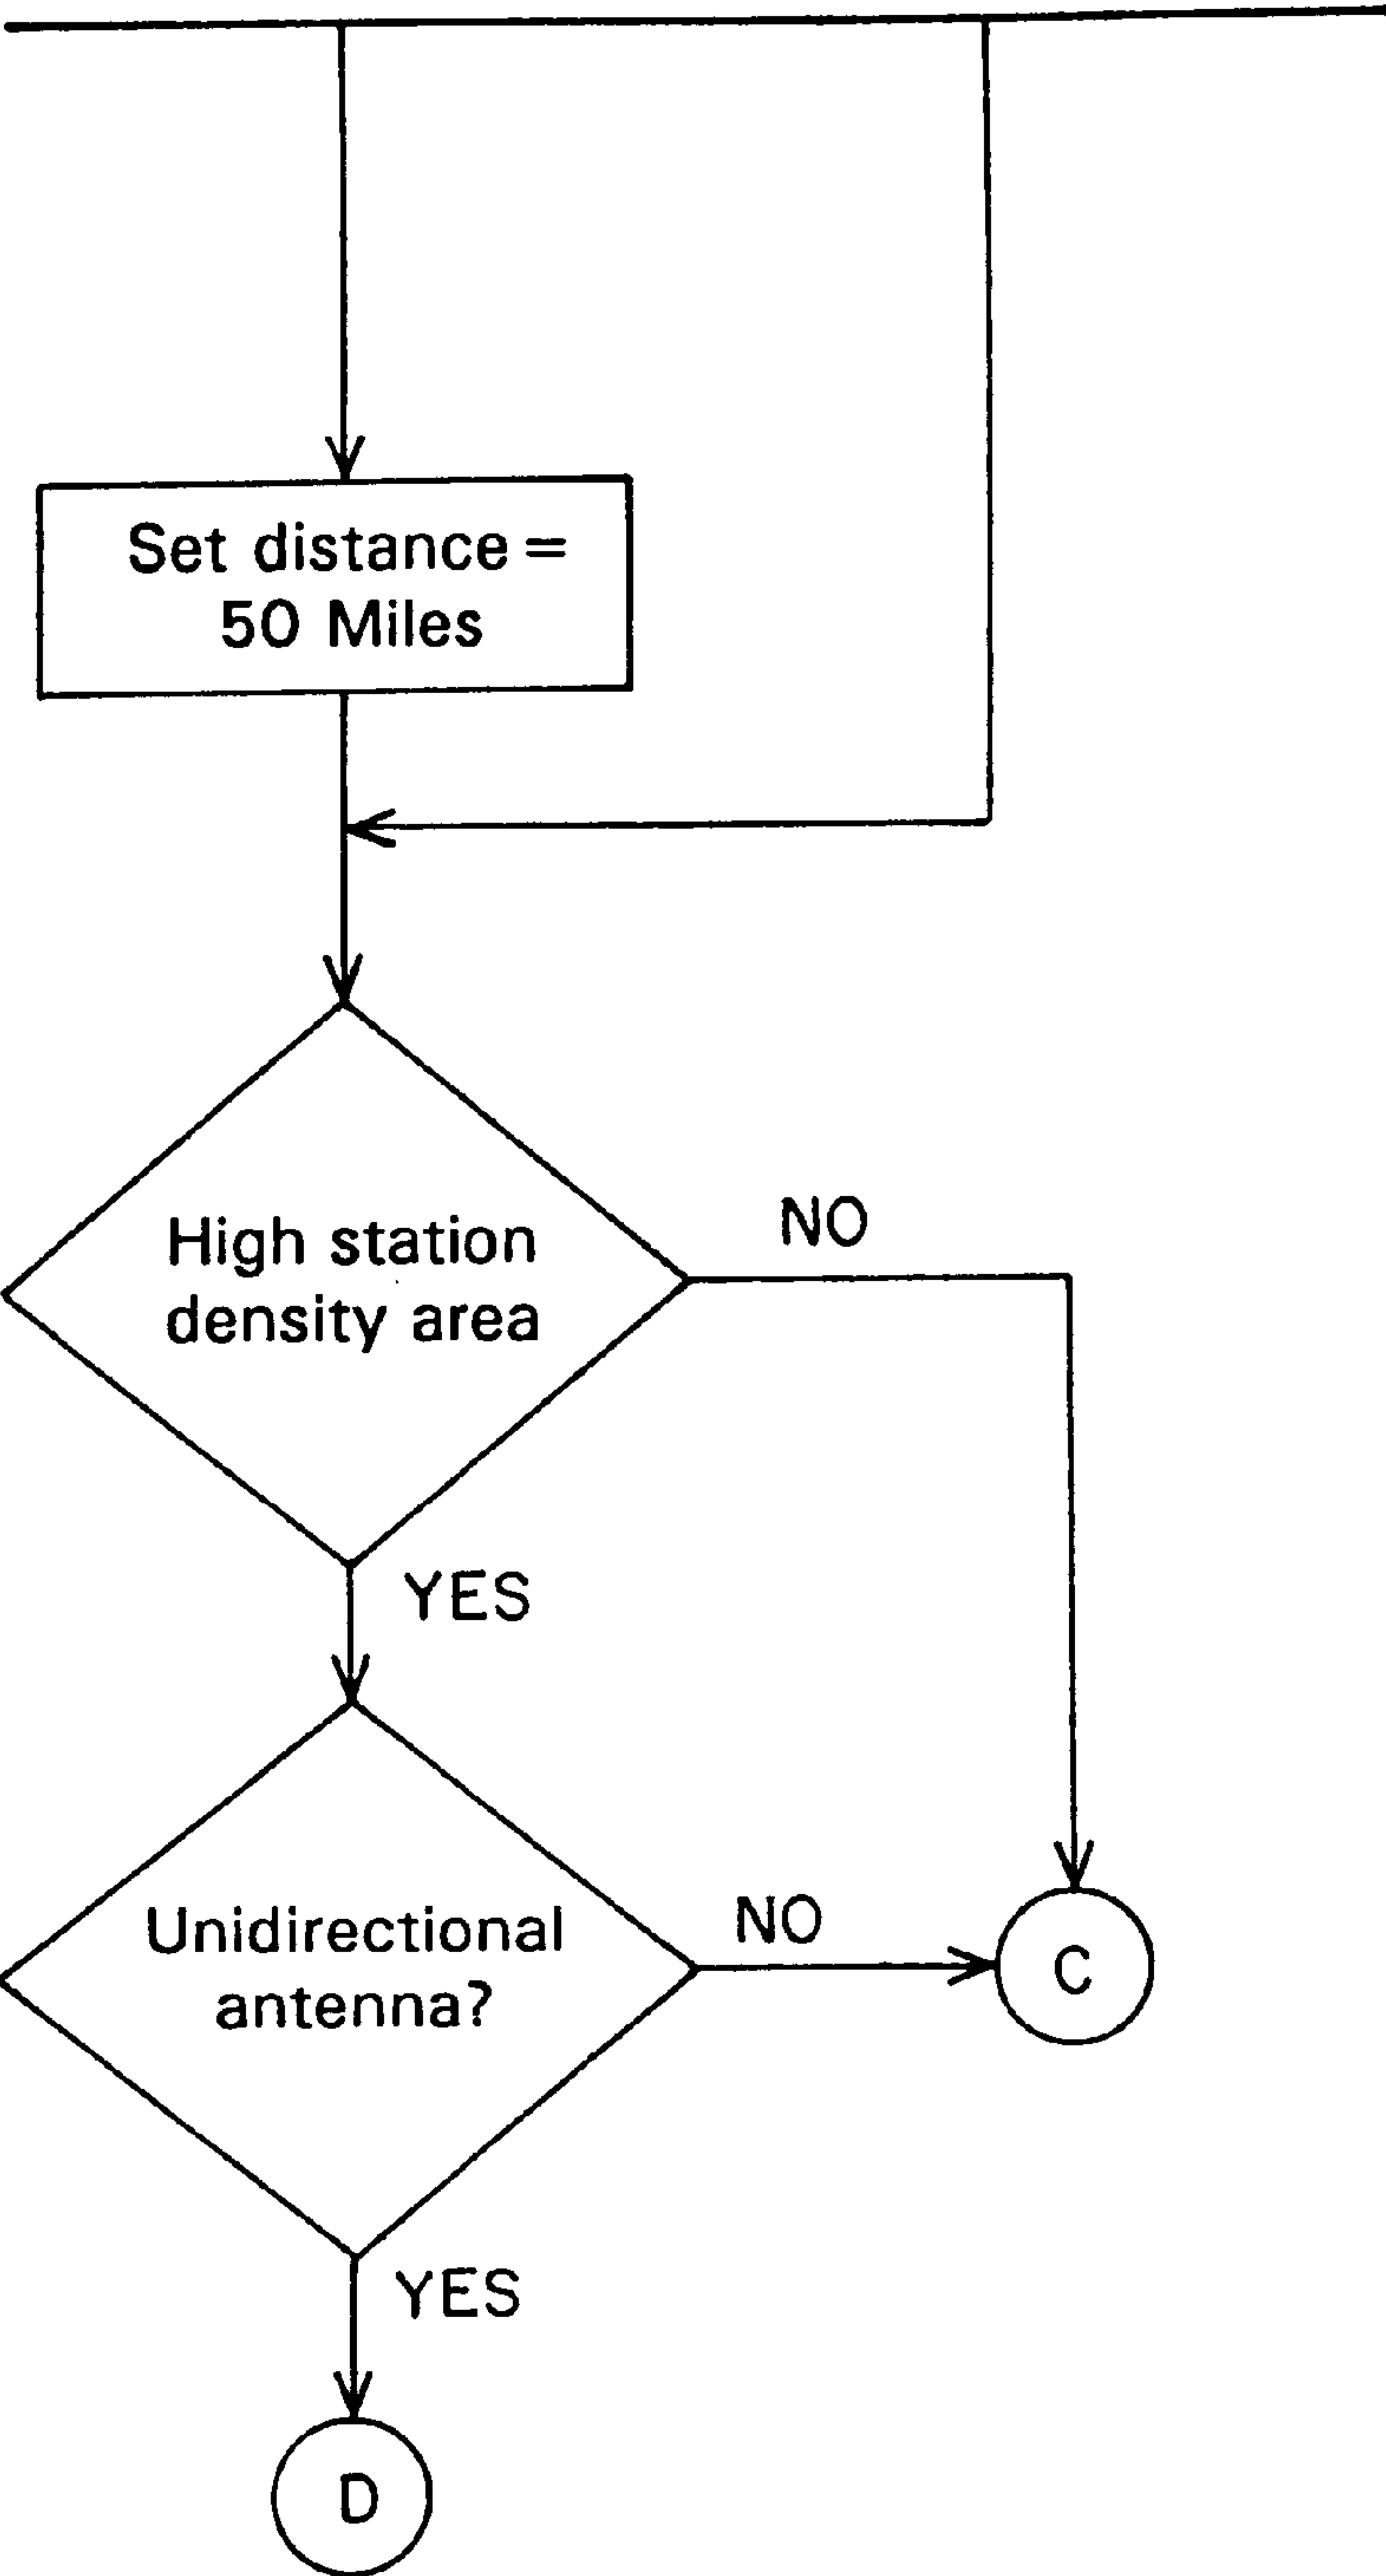 Set distance =
50 Miles
High station
density area
NO
YES
Unidirectional
antenna?
NO
C
YES
D